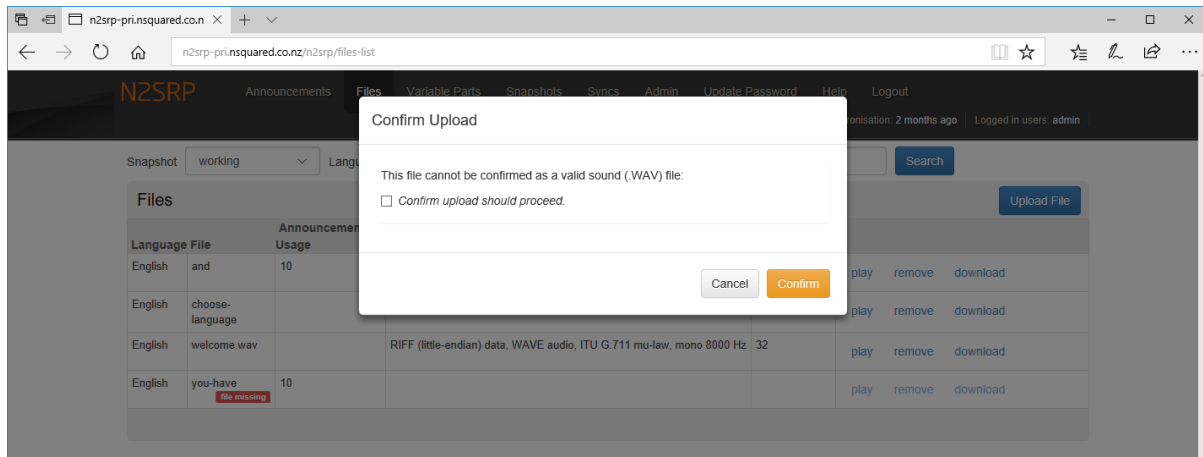 n2srp-pri.nsquared.co.n
n2srp-pri.nsquared.co.nz/n2srp/files-list
N2SRP Announcements Files Variable Parts Snapshots Syncs Admin Update Password Help Logout
ronisation: 2 months ago Logged in users: admin
Confirm Upload
Snapshot working Langu Search
This file cannot be confirmed as a valid sound (.WAV) file:
Confirm upload should proceed.
Files Upload File
Announcemen
Language File Usage
Cancel Confirm
English and 10 play remove download
English choose- play remove download
language
English welcome.wav RIFF (little-endian) data, WAVE audio, ITU G.711 mu-law, mono 8000 Hz 32 play remove download
English you-have 10 play remove download
file missing